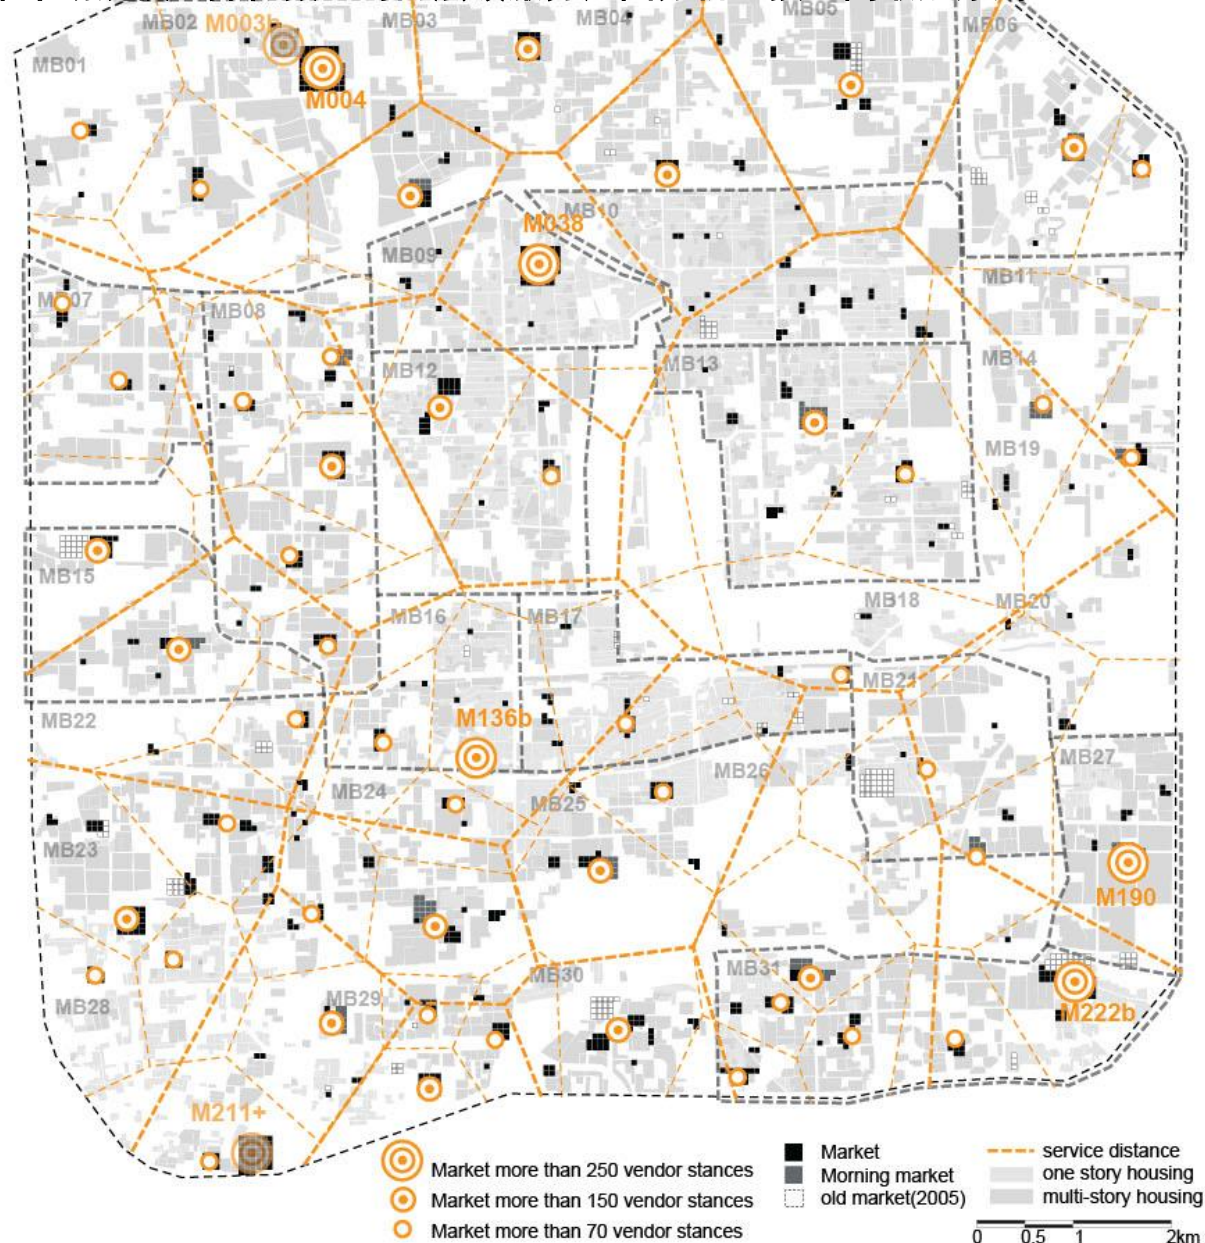 MB02
M003b
MB03
MB04
MB05
MB06
MB01
M004
MB10
M038
MB09
MB11
MB08
MB12
MB13
MB14
MB19
MB15
MB16
MB17
MB18
MB20
MB21
MB22
M136b
MB24
MB25
MB26
MB27
MB23
M190
MB28
MB29
MB30
MB31
M222b
M211+
Market more than 250 vendor stances
Market more than 150 vendor stances
Market more than 70 vendor stances
Market
Morning market
old market(2005)
service distance
one story housing
multi-story housing
0 0.5 1 2km